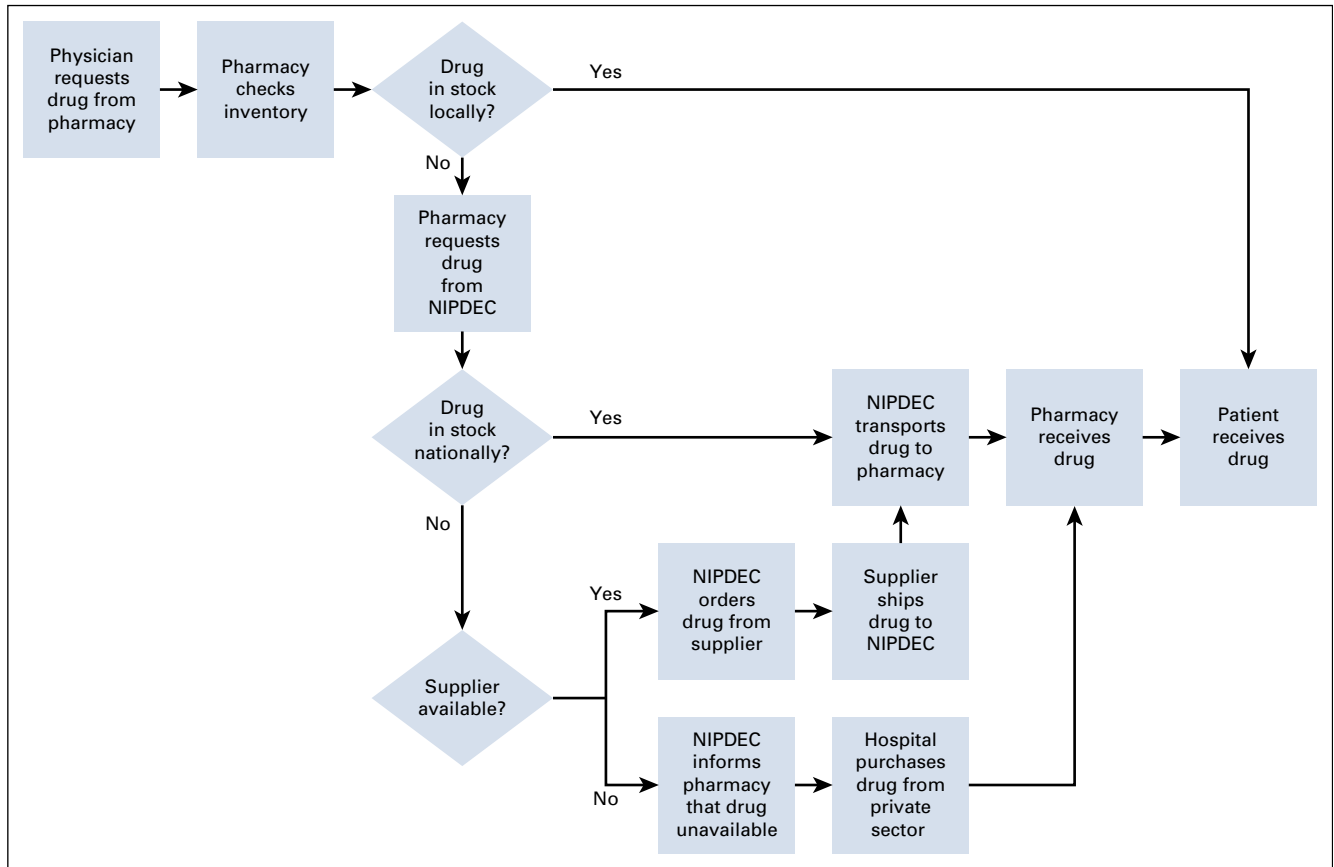 Physician
requests
drug from
pharmacy
Pharmacy
checks
inventory
Drug
in stock
locally?
Yes
No
Pharmacy
requests
drug
from
NIPDEC
Drug
in stock
nationally?
Yes
NIPDEC
transports
drug to
pharmacy
Pharmacy
receives
drug
Patient
receives
drug
No
Supplier
available?
Yes
NIPDEC
orders
drug from
supplier
Supplier
ships
drug to
NIPDEC
No
NIPDEC
informs
pharmacy
that drug
unavailable
Hospital
purchases
drug from
private
sector